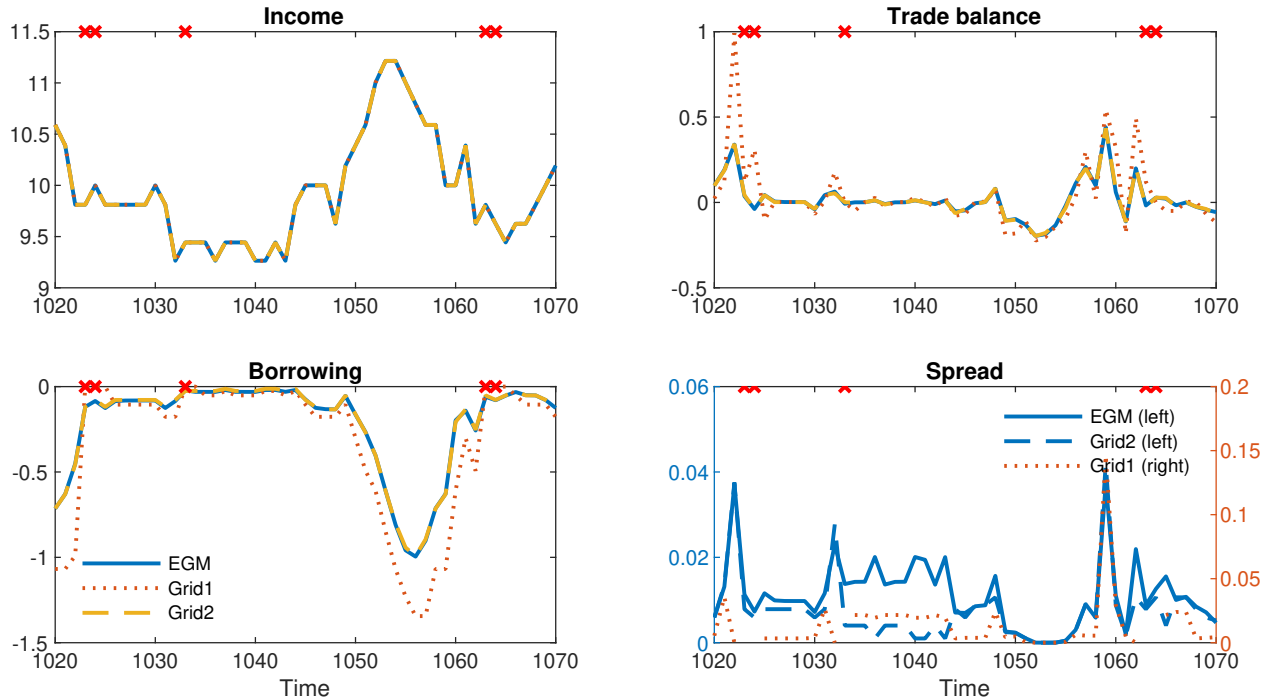 Income
11.5
11
10.5
10
9.5
9
1020 1030 1040 1050 1060 1070
Trade balance
1
0.5
0
-0.5
1020 1030 1040 1050 1060 1070
Borrowing
0
-0.5
-1
-1.5
EGM
Grid1
Grid2
1020 1030 1040 1050 1060 1070
Time
Spread
0.06
0.04
0.02
0
0.2
0.15
0.1
0.05
0
EGM (left)
Grid2 (left)
Grid1 (right)
1020 1030 1040 1050 1060 1070
Time